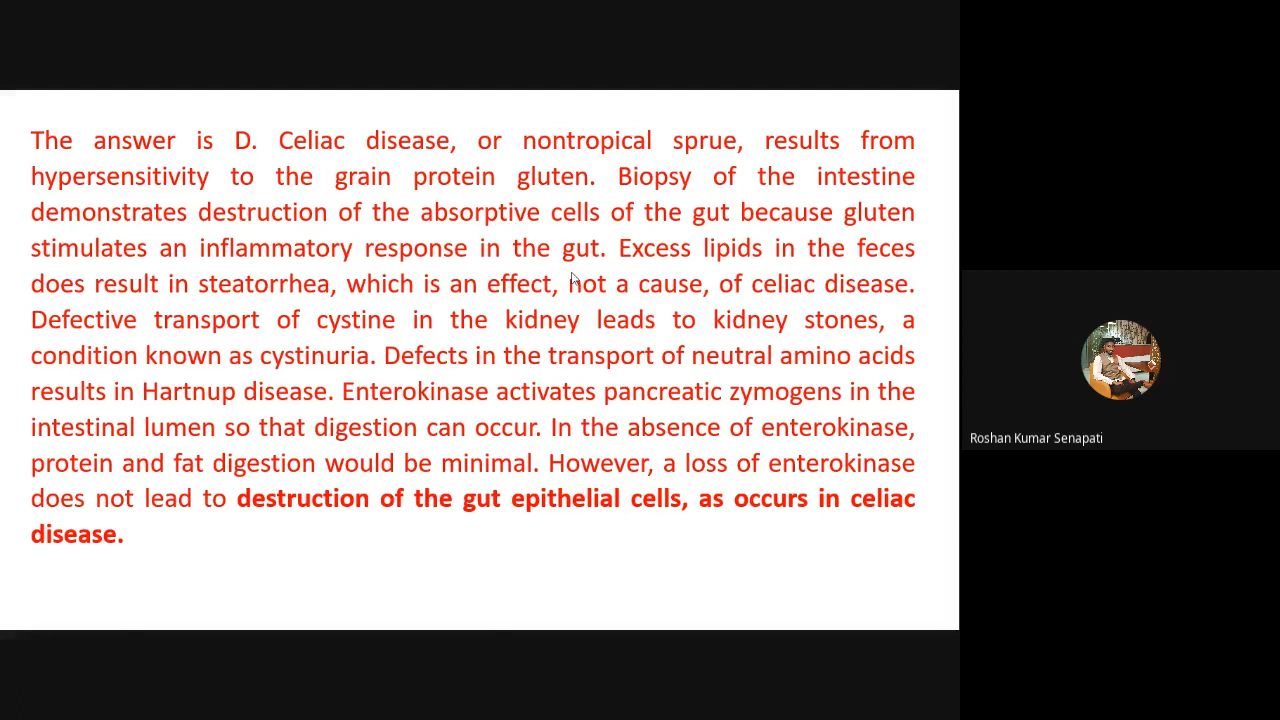 The answer is D. Celiac disease, or nontropical sprue, results from
hypersensitivity to the grain protein gluten. Biopsy of the intestine
demonstrates destruction of the absorptive cells of the gut because gluten
stimulates an inflammatory response in the gut. Excess lipids in the feces
does result in steatorrhea, which is an effect, not a cause, of celiac disease.
Defective transport of cystine in the kidney leads to kidney stones, a
condition known as cystinuria. Defects in the transport of neutral amino acids
results in Hartnup disease. Enterokinase activates pancreatic zymogens in the
intestinal lumen so that digestion can occur. In the absence of enterokinase,
protein and fat digestion would be minimal. However, a loss of enterokinase
does not lead to destruction of the gut epithelial cells, as occurs in celiac
disease.
Roshan Kumar Senapati